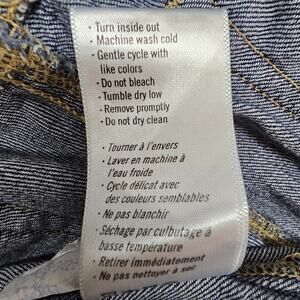 · Turn inside out
· Machine wash cold
· Gentle cycle with
like colors
· Do not bleach
· Tumble dry low
· Remove promptly
· Do not dry clean
· Tourner à l'envers
· Laver en machine à
l'eau froide
· Cycle délicat avec
des couleurs semblables
· Ne pas blanchir
· Séchage par culbutage à
basse température
· Retirer immédiatement
· Ne pas nettoyer à sec